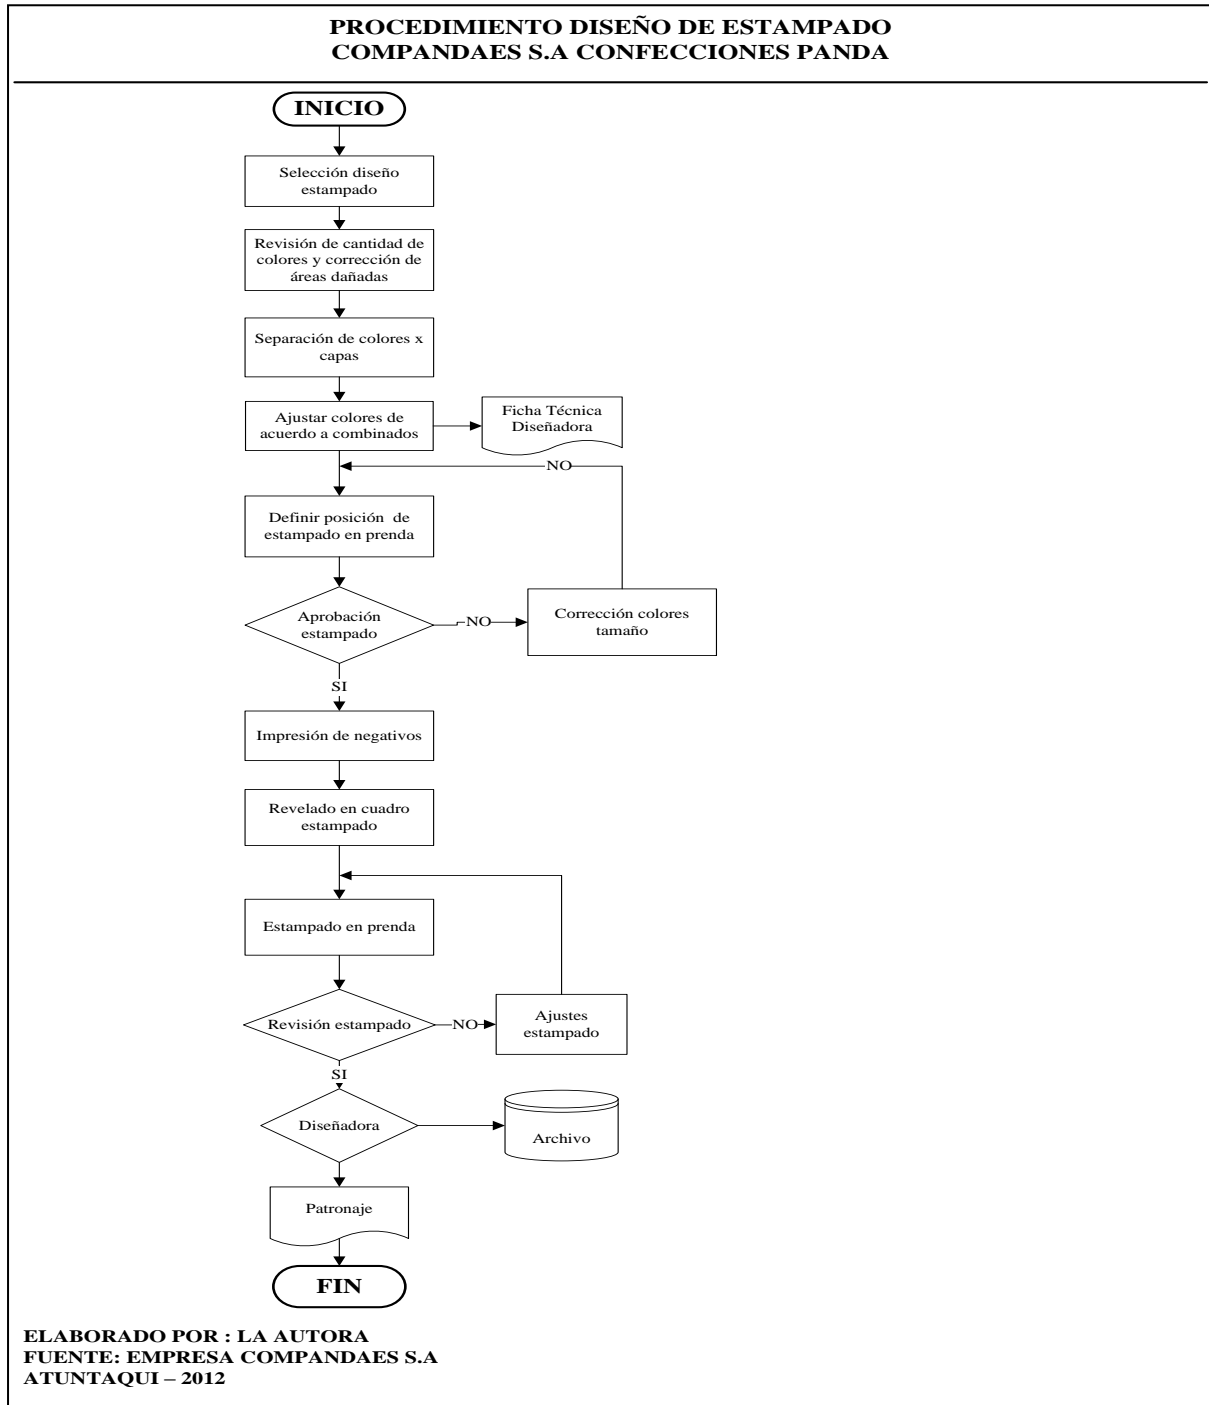 PROCEDIMIENTO DISEÑO DE ESTAMPADO
COMPANDAES S.A CONFECCIONES PANDA
INICIO
Selección diseño
estampado
Revisión de cantidad de
colores y corrección de
áreas dañadas
Separación de colores x
capas
Ajustar colores de
acuerdo a combinados
Ficha Técnica
Diseñadora
NO
Definir posición de
estampado en prenda
Aprobación
estampado
NO
Corrección colores
tamaño
SI
Impresión de negativos
Revelado en cuadro
estampado
Estampado en prenda
Revisión estampado
NO
Ajustes
estampado
SI
Diseñadora
Archivo
Patronaje
FIN
ELABORADO POR : LA AUTORA
FUENTE: EMPRESA COMPANDAES S.A
ATUNTAQUI – 2012